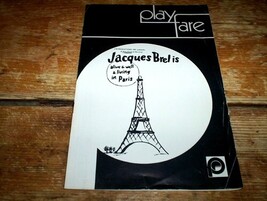 play
fare
Jacques Brel is
alive & well
& living
in
Paris